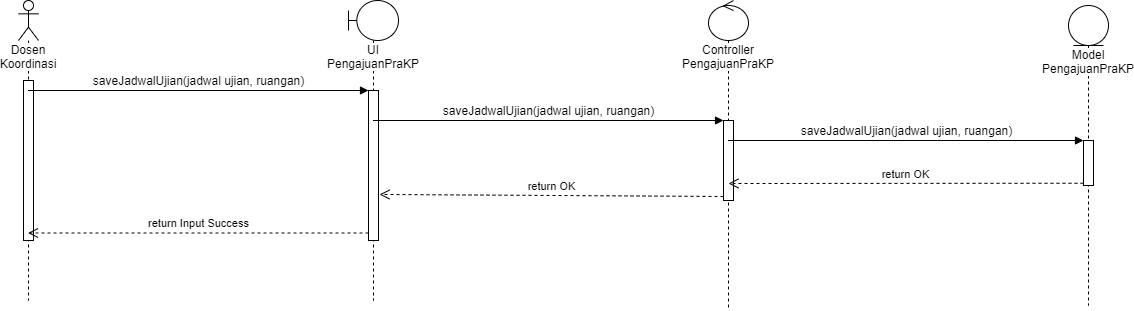 Dosen
Koordinasi
UI
PengajuanPraKP
Controller
PengajuanPraKP
Model
PengajuanPraKP
saveJadwalUjian(jadwal ujian, ruangan)
saveJadwalUjian(jadwal ujian, ruangan)
saveJadwalUjian(jadwal ujian, ruangan)
return OK
return OK
return Input Success